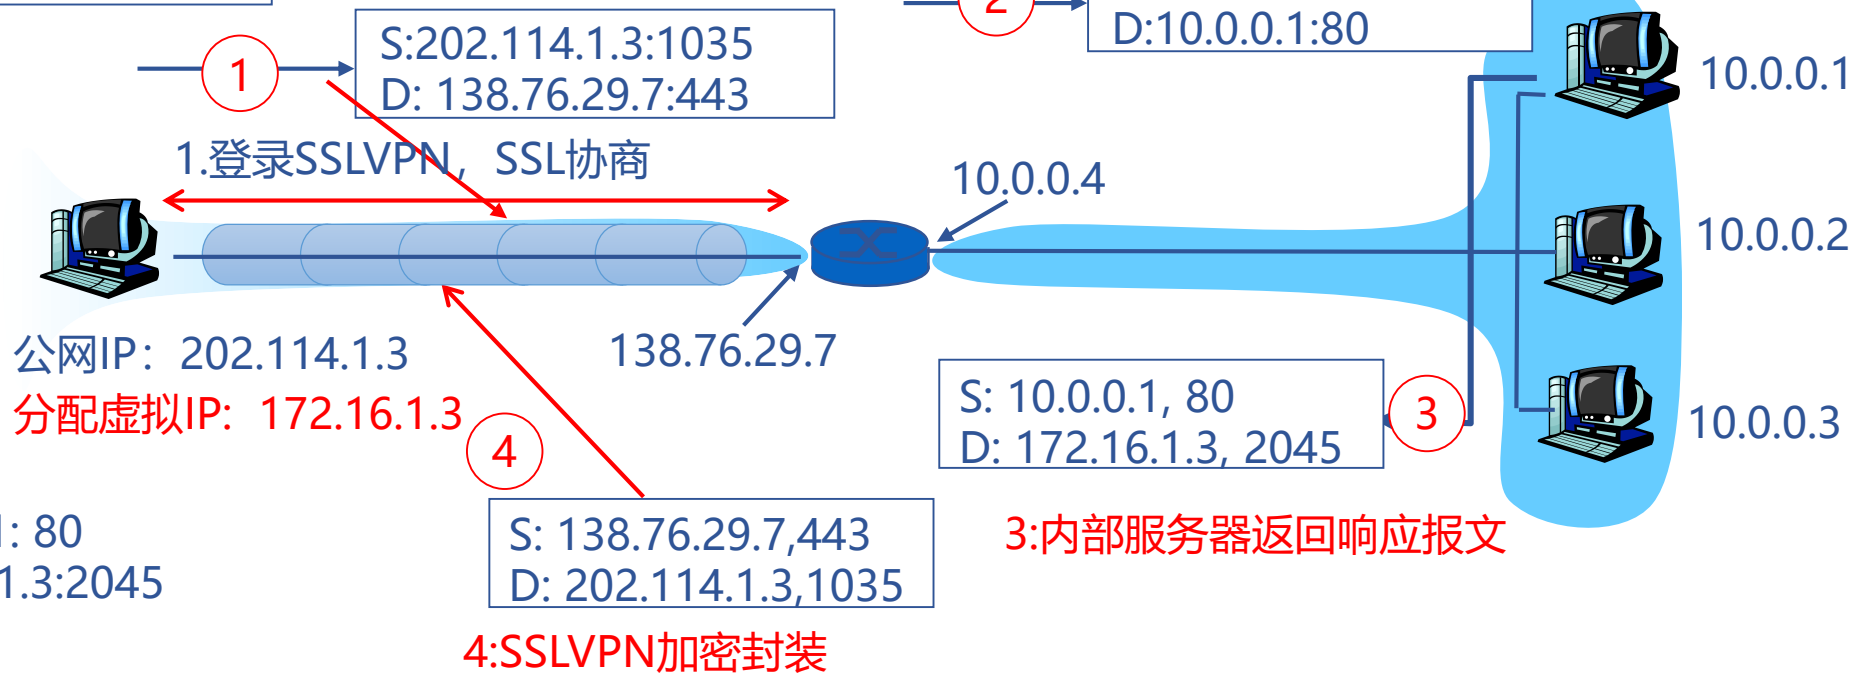 2
D:10.0.0.1:80
1
S:202.114.1.3:1035
D: 138.76.29.7:443
10.0.0.1
1.登录SSLVPN，SSL协商
10.0.0.4
10.0.0.2
公网IP：202.114.1.3
138.76.29.7
分配虚拟IP: 172.16.1.3
S: 10.0.0.1, 80
D: 172.16.1.3, 2045
3
10.0.0.3
4
: 80
1.3:2045
S: 138.76.29.7,443
D: 202.114.1.3,1035
3:内部服务器返回响应报文
4:SSLVPN加密封装